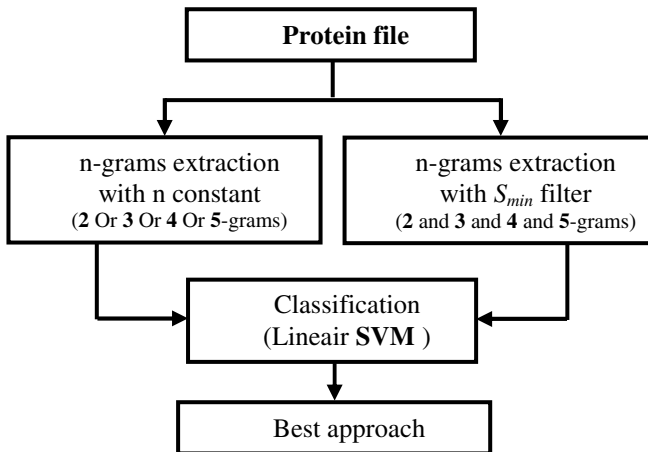 Protein file
n-grams extraction
with n constant
(2 Or 3 Or 4 Or 5-grams)
n-grams extraction
with Smin filter
(2 and 3 and 4 and 5-grams)
Classification
(Lineair SVM )
Best approach